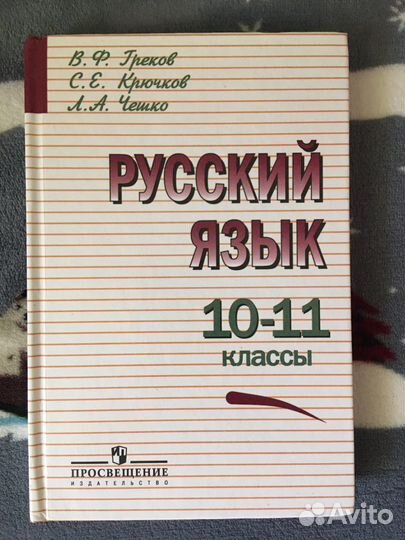 В. Ф. Греков
С. Е. Крючков
Л. А. Чешко
РУССКИЙ
ЯЗЫК
10-11
классы
ПРОСВЕЩЕНИЕ
ИЗДАТЕЛЬСТВО
Avito